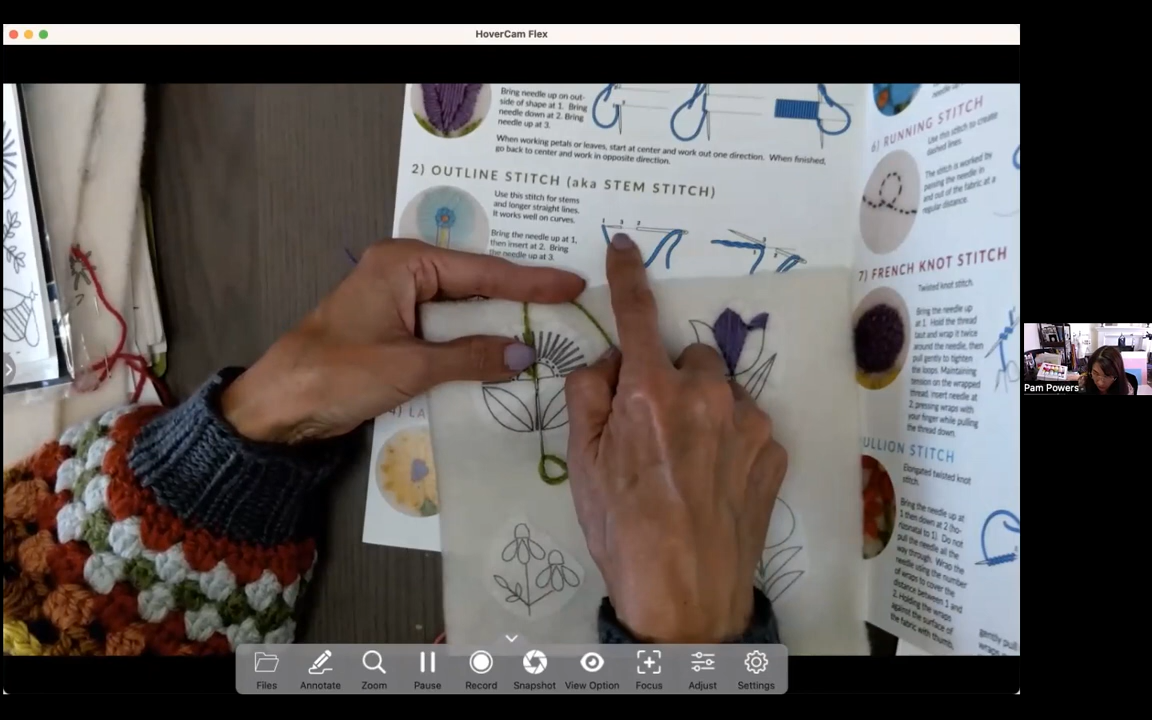 HoverCam Flex
Bring needle up on out-
side of shape at 1. Bring
needle down at 2. Bring
needle up at 3.
When working petals or leaves, start at center and work out one direction. When finished,
go back to center and work in opposite direction.
2) OUTLINE STITCH (aka STEM STITCH)
Use this stitch for stems
and longer straight lines.
It works well on curves.
Bring the needle up at 1,
then insert at 2. Bring
the needle up at 3.
1 3 2
4) LA
6) RUNNING STITCH
Use this stitch to create
dashed lines.
The stitch is worked by
passing the needle in
and out of the fabric at a
regular distance.
7) FRENCH KNOT STITCH
Twisted knot stitch.
Bring the needle up
at 1. Hold the thread
taut and wrap it twice
around the needle, then
pull gently to tighten
the loops. Maintaining
tension on the wrapped
thread, insert needle at
2, pressing wraps with
your finger while pulling
the thread down.
ULLION STITCH
Elongated twisted knot
stitch.
Bring the needle up at
1 then down at 2 (ho-
rizonatal to 1). Do not
pull the needle all the
way through. Wrap the
needle using the number
of wraps to cover the
distance between 1 and
2. Holding the wraps
against the surface of
the fabric with thumb,
gently pull
Pam Powers
Files
Annotate
Zoom
Pause
Record
Snapshot
View Option
Focus
Adjust
Settings